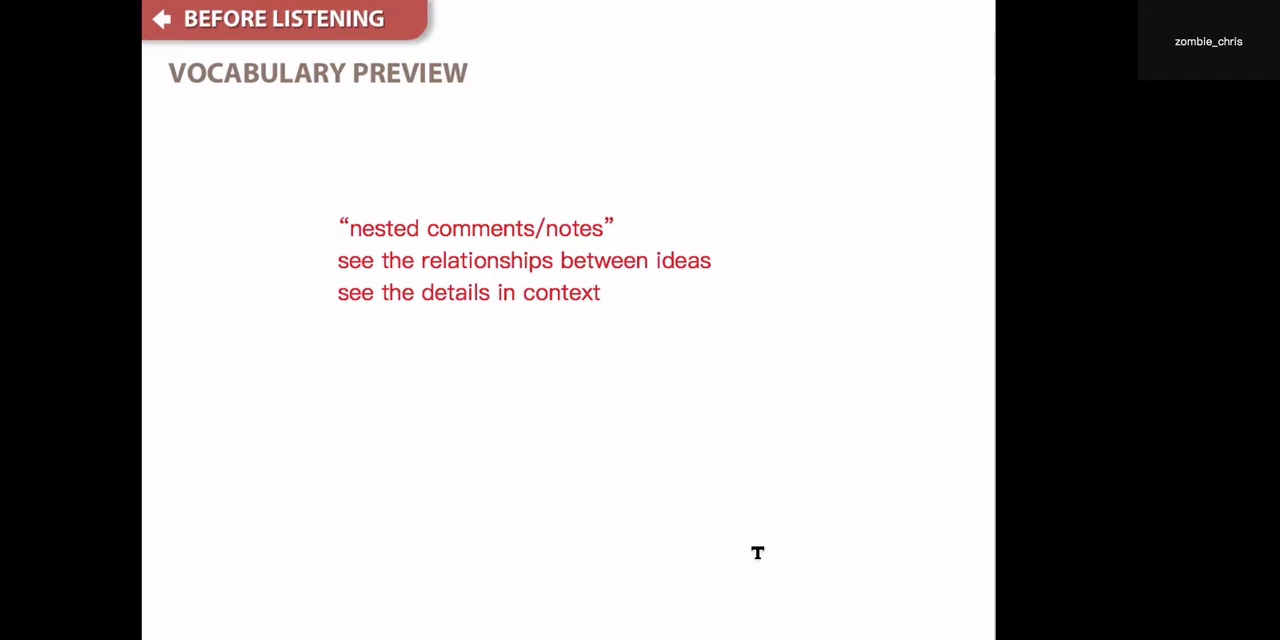 BEFORE LISTENING
zombie_chris
VOCABULARY PREVIEW
“nested comments/notes”
see the relationships between ideas
see the details in context
T